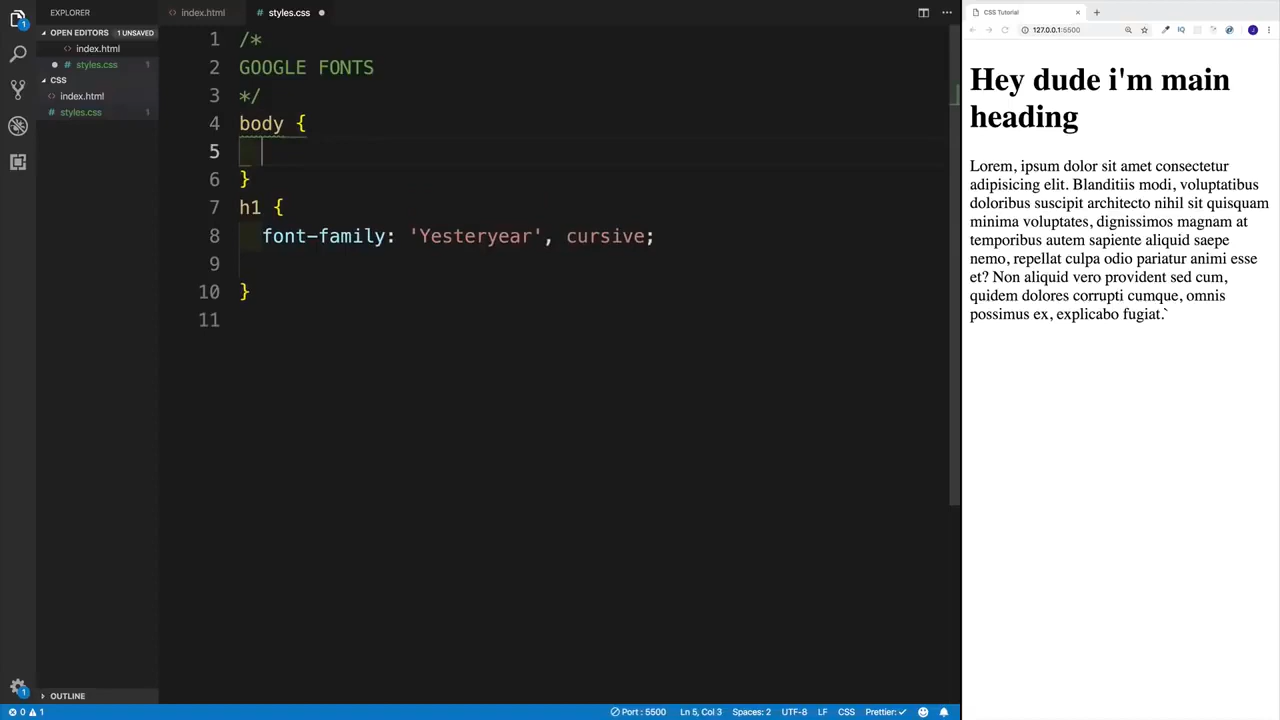 EXPLORER
OPEN EDITORS 1 UNSAVED
index.html
styles.css 1
CSS
index.html
styles.css 1
OUTLINE
index.html
styles.css
1 /*
2 GOOGLE FONTS
3 */
4 body {
5
6 }
7 h1 {
8 font-family: 'Yesteryear', cursive;
9
10 }
11
0 1
Port : 5500 Ln 5, Col 3 Spaces: 2 UTF-8 LF CSS Prettier:
CSS Tutorial
127.0.0.1:5500
Hey dude i'm main
heading
Lorem, ipsum dolor sit amet consectetur
adipisicing elit. Blanditiis modi, voluptatibus
doloribus suscipit architecto nihil sit quisquam
minima voluptates, dignissimos magnam at
temporibus autem sapiente aliquid saepe
nemo, repellat culpa odio pariatur animi esse
et? Non aliquid vero provident sed cum,
quidem dolores corrupti cumque, omnis
possimus ex, explicabo fugiat.`